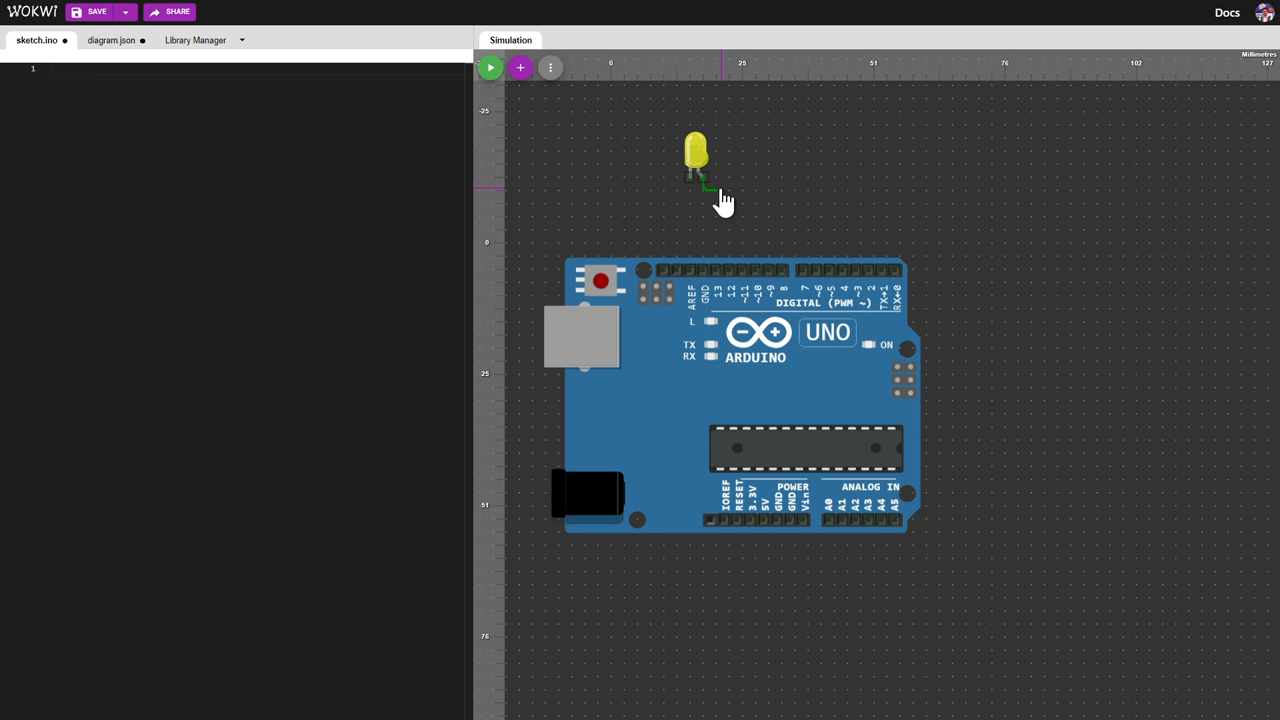 WOKWi SAVE SHARE Docs
sketch.ino diagram.json Library Manager Simulation
Millimetres
0 25 51 76 102 127
1
-25
0
25
51
76
AREF GND 13 12 ~11 ~10 ~9 8 7 ~6 ~5 4 ~3 2 TX→1 RX←0
DIGITAL (PWM ~)
L
TX
RX
UNO
ON
ARDUINO
POWER ANALOG IN
IOREF RESET 3.3V 5V GND GND Vin A0 A1 A2 A3 A4 A5